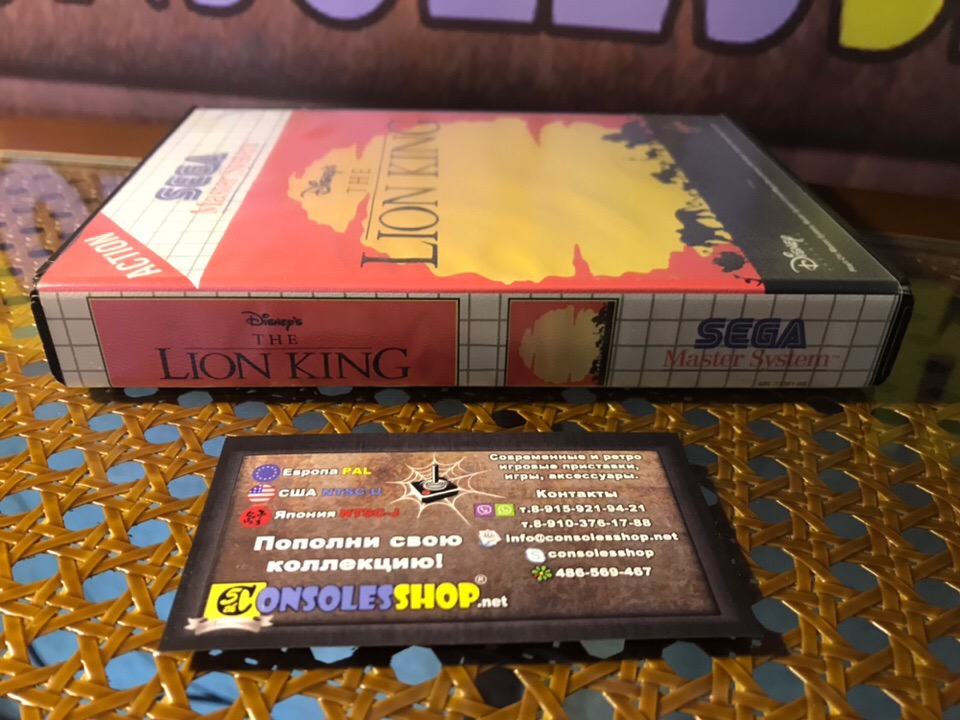 SEGA
Master System
ACTION
Disney's
THE
LION KING
Disney
Disney's
THE
LION KING
SEGA
Master System™
Европа PAL
США NTSC-U
Япония NTSC-J
Пополни свою
коллекцию!
CONSOLESSHOP®.net
Современные и ретро
игровые приставки,
игры, аксессуары.
Контакты
т.8-915-921-94-21
т.8-910-376-17-88
info@consolesshop.net
consolesshop
486-569-467